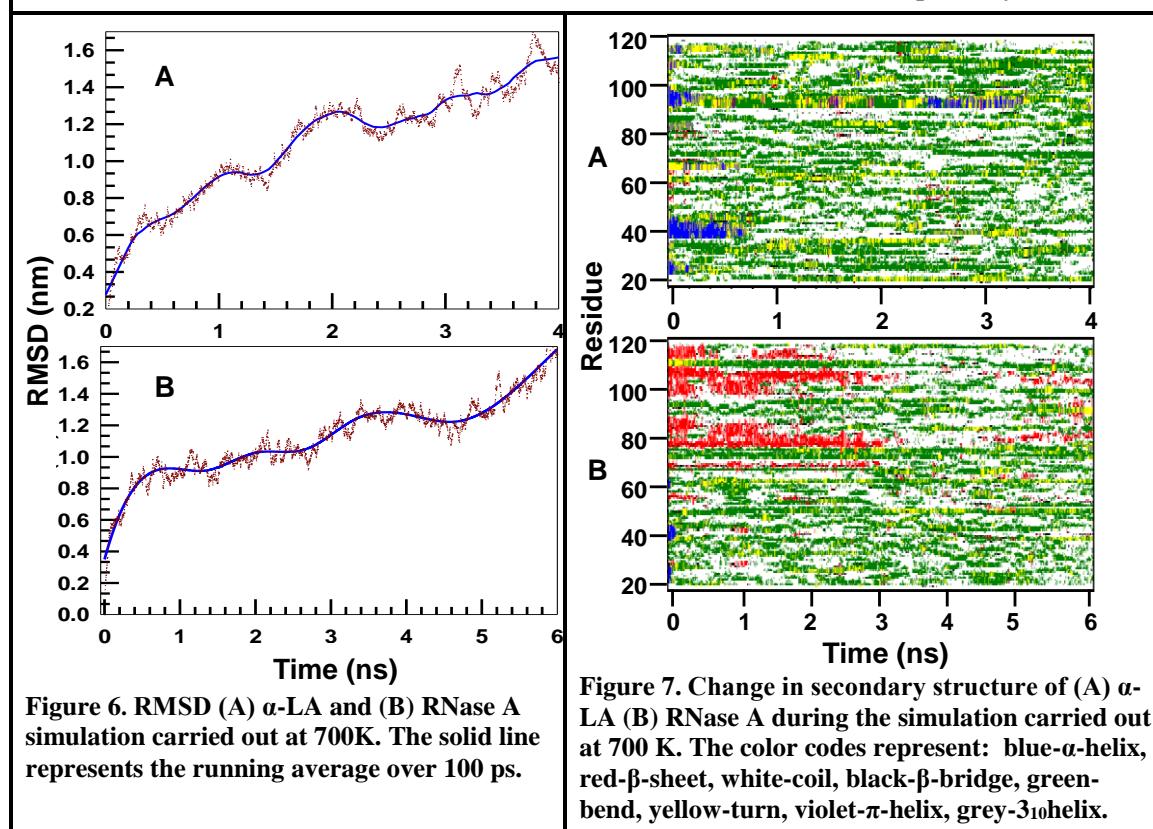 A
RMSD (nm)
1.6
1.4
1.2
1.0
0.8
0.6
0.4
0.2
0 1 2 3 4
B
1.6
1.4
1.2
1.0
0.8
0.6
0.4
0.2
0.0
0 1 2 3 4 5 6
Time (ns)
Figure 6. RMSD (A) α-LA and (B) RNase A
simulation carried out at 700K. The solid line
represents the running average over 100 ps.
A
Residue
120
100
80
60
40
20
0 1 2 3 4
B
120
100
80
60
40
20
0 1 2 3 4 5 6
Time (ns)
Figure 7. Change in secondary structure of (A) α-
LA (B) RNase A during the simulation carried out
at 700 K. The color codes represent: blue-α-helix,
red-β-sheet, white-coil, black-β-bridge, green-
bend, yellow-turn, violet-π-helix, grey-3₁₀helix.